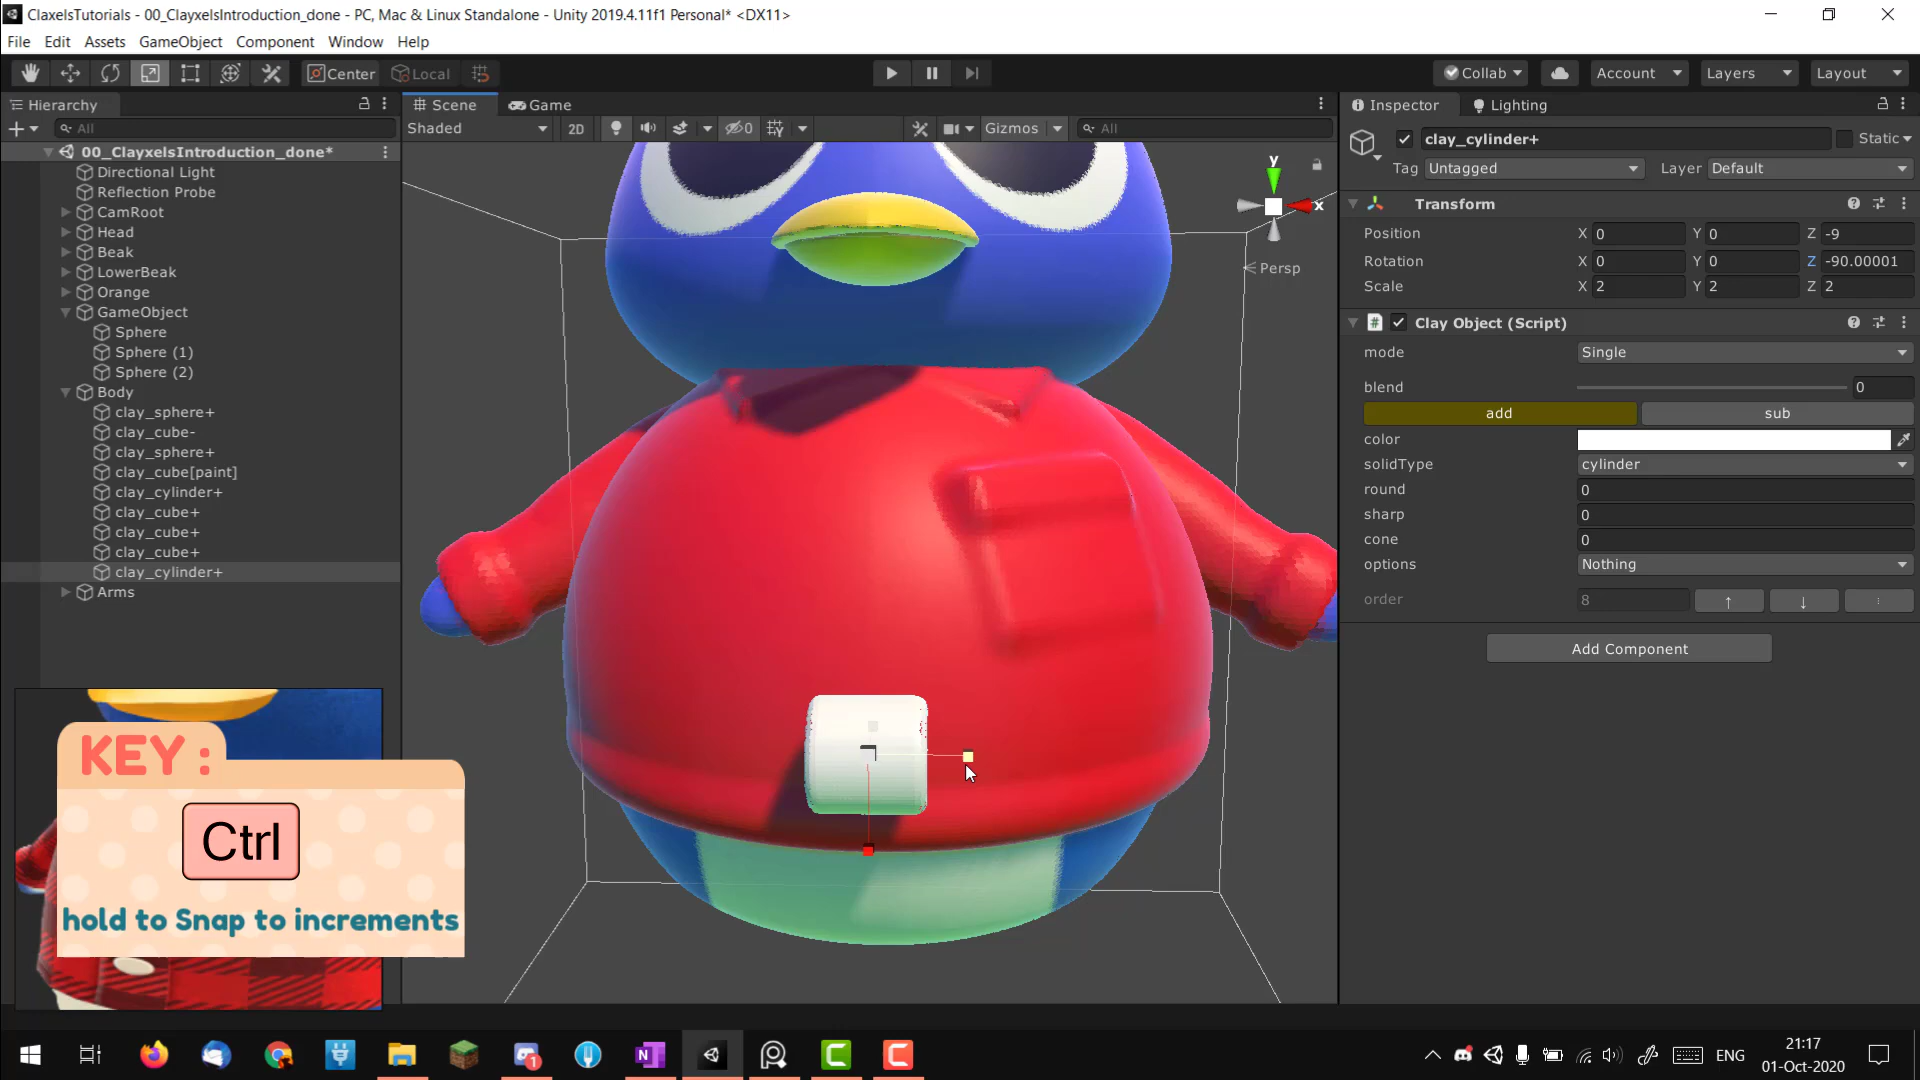 ClaxelsTutorials - 00_ClayxelsIntroduction_done - PC, Mac & Linux Standalone - Unity 2019.4.11f1 Personal* <DX11>
File Edit Assets GameObject Component Window Help
Center Local Collab Account Layers Layout
Hierarchy
All
00_ClayxelsIntroduction_done*
Directional Light
Reflection Probe
CamRoot
Head
Beak
LowerBeak
Orange
GameObject
Sphere
Sphere (1)
Sphere (2)
Body
clay_sphere+
clay_cube-
clay_sphere+
clay_cube[paint]
clay_cylinder+
clay_cube+
clay_cube+
clay_cube+
clay_cylinder+
Arms
Scene Game
Shaded 2D 0 Gizmos All
y
x
Persp
Inspector Lighting
clay_cylinder+ Static
Tag Untagged Layer Default
Transform
Position X 0 Y 0 Z -9
Rotation X 0 Y 0 Z -90.00001
Scale X 2 Y 2 Z 2
Clay Object (Script)
mode Single
blend 0
add sub
color
solidType cylinder
round 0
sharp 0
cone 0
options Nothing
order 8 ↑ ↓
Add Component
KEY :
Ctrl
hold to Snap to increments
ENG
21:17
01-Oct-2020